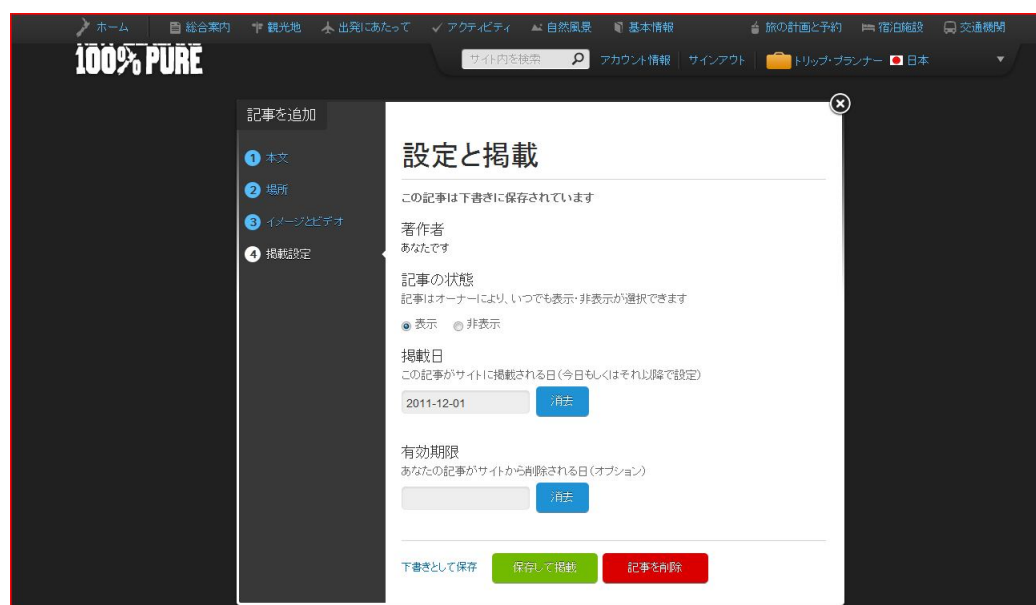 ホーム 総合案内 観光地 出発にあたって アクティビティ 自然風景 基本情報 旅の計画と予約 宿泊施設 交通機関
100% PURE
サイト内を検索 アカウント情報 サインアウト トリップ・プランナー 日本
記事を追加
1 本文
2 場所
3 イメージとビデオ
4 掲載設定
設定と掲載
この記事は下書きに保存されています
著作者
あなたです
記事の状態
記事はオーナーにより、いつでも表示・非表示が選択できます
表示 非表示
掲載日
この記事がサイトに掲載される日(今日もしくはそれ以降で設定)
2011-12-01 消去
有効期限
あなたの記事がサイトから削除される日(オプション)
消去
下書きとして保存 保存して掲載 記事を削除